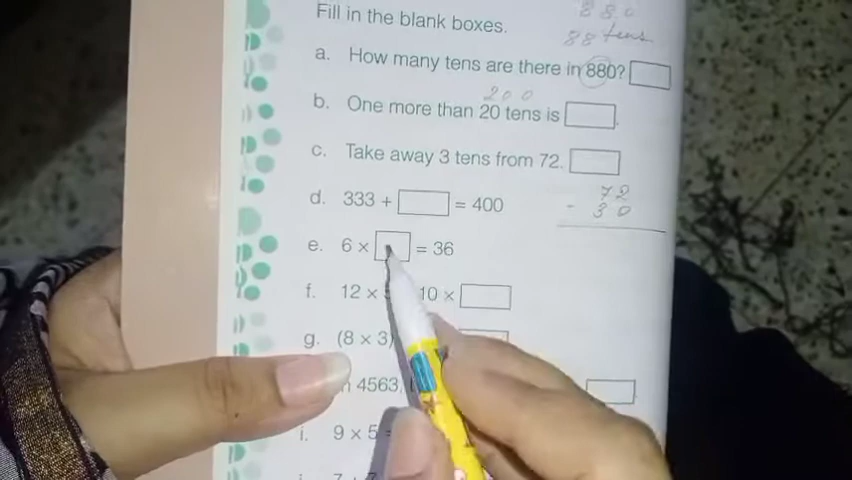 Fill in the blank boxes.
880
88 tens
a. How many tens are there in 880?
200
b. One more than 20 tens is .
c. Take away 3 tens from 72.
72
- 30
d. 333 + = 400
e. 6 × = 36
f. 12 × 10 ×
g. (8 × 3)
4563,
i. 9 × 5